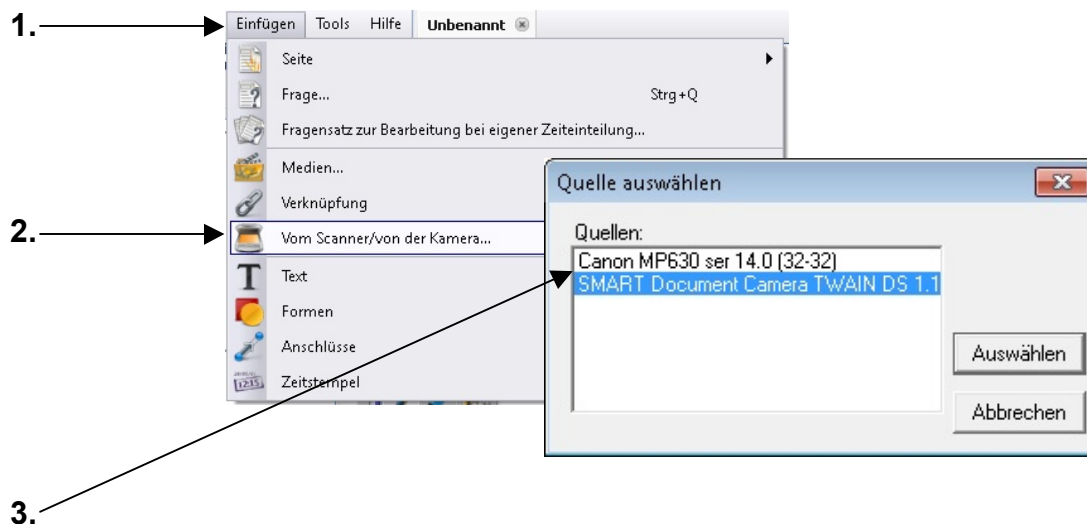 1.
Einfügen Tools Hilfe Unbenannt
Seite
Frage... Strg+Q
Fragensatz zur Bearbeitung bei eigener Zeiteinteilung...
Medien...
Verknüpfung
2.
Vom Scanner/von der Kamera...
Text
Formen
Anschlüsse
12:15
Zeitstempel
Quelle auswählen
Quellen:
Canon MP630 ser 14.0 (32-32)
SMART Document Camera TWAIN DS 1.1
Auswählen
Abbrechen
3.